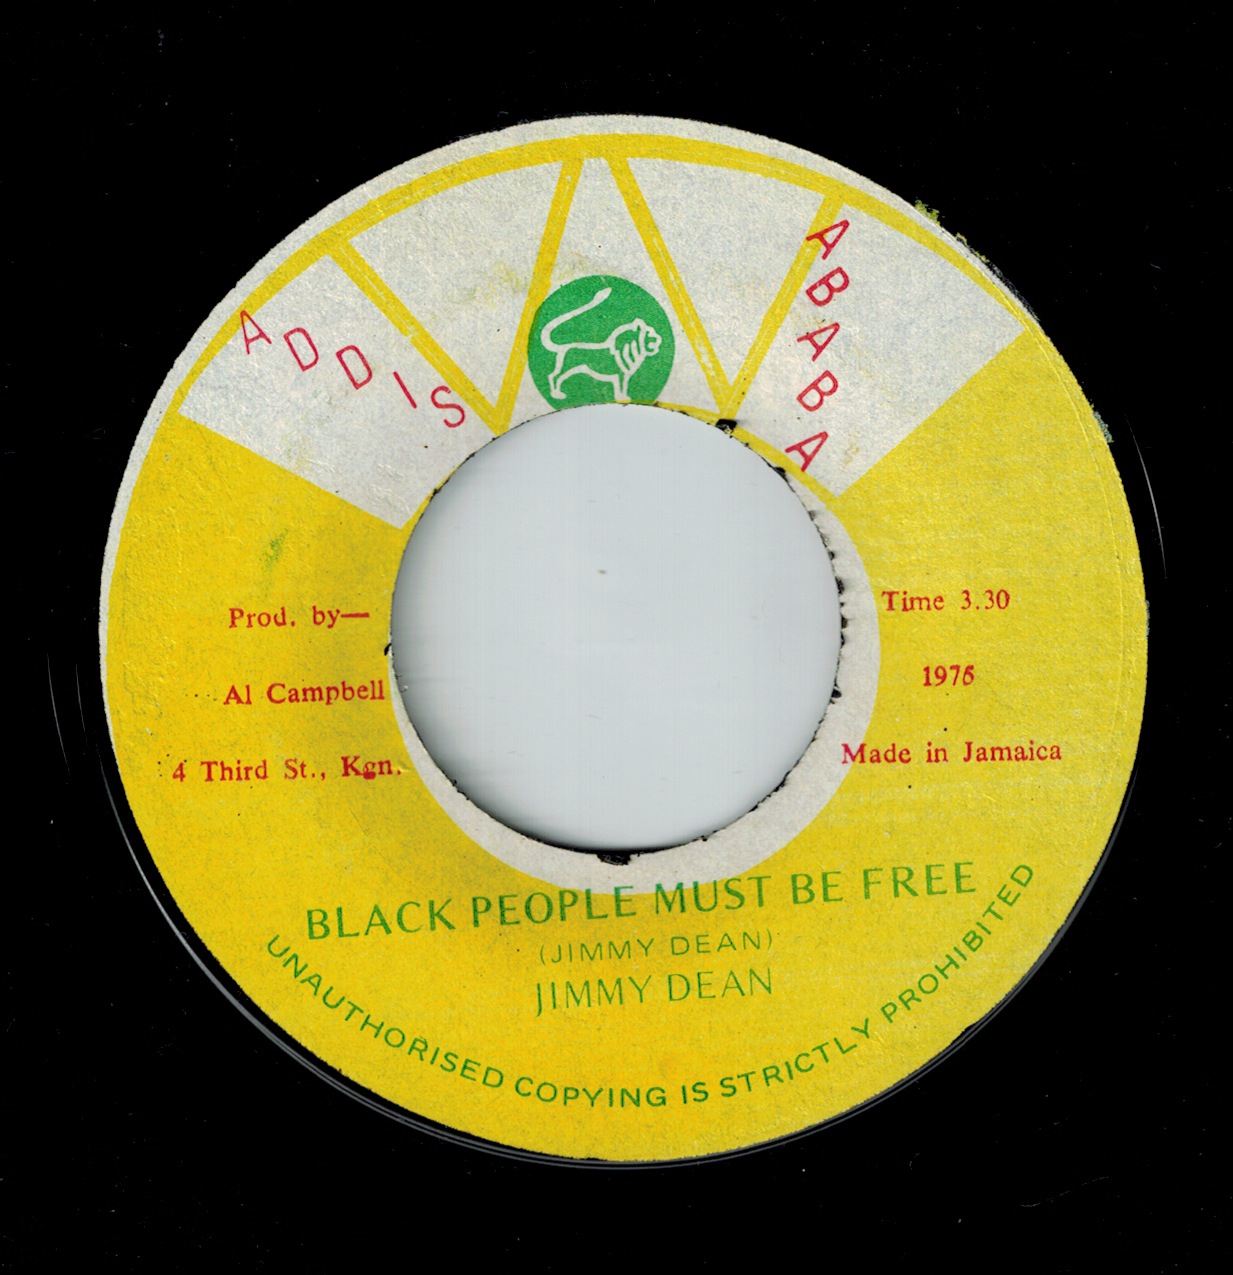 ADDIS ABABA
Prod. by—
Al Campbell
4 Third St., Kgn.
Time 3.30
1976
Made in Jamaica
BLACK PEOPLE MUST BE FREE
(JIMMY DEAN)
JIMMY DEAN
UNAUTHORISED COPYING IS STRICTLY PROHIBITED